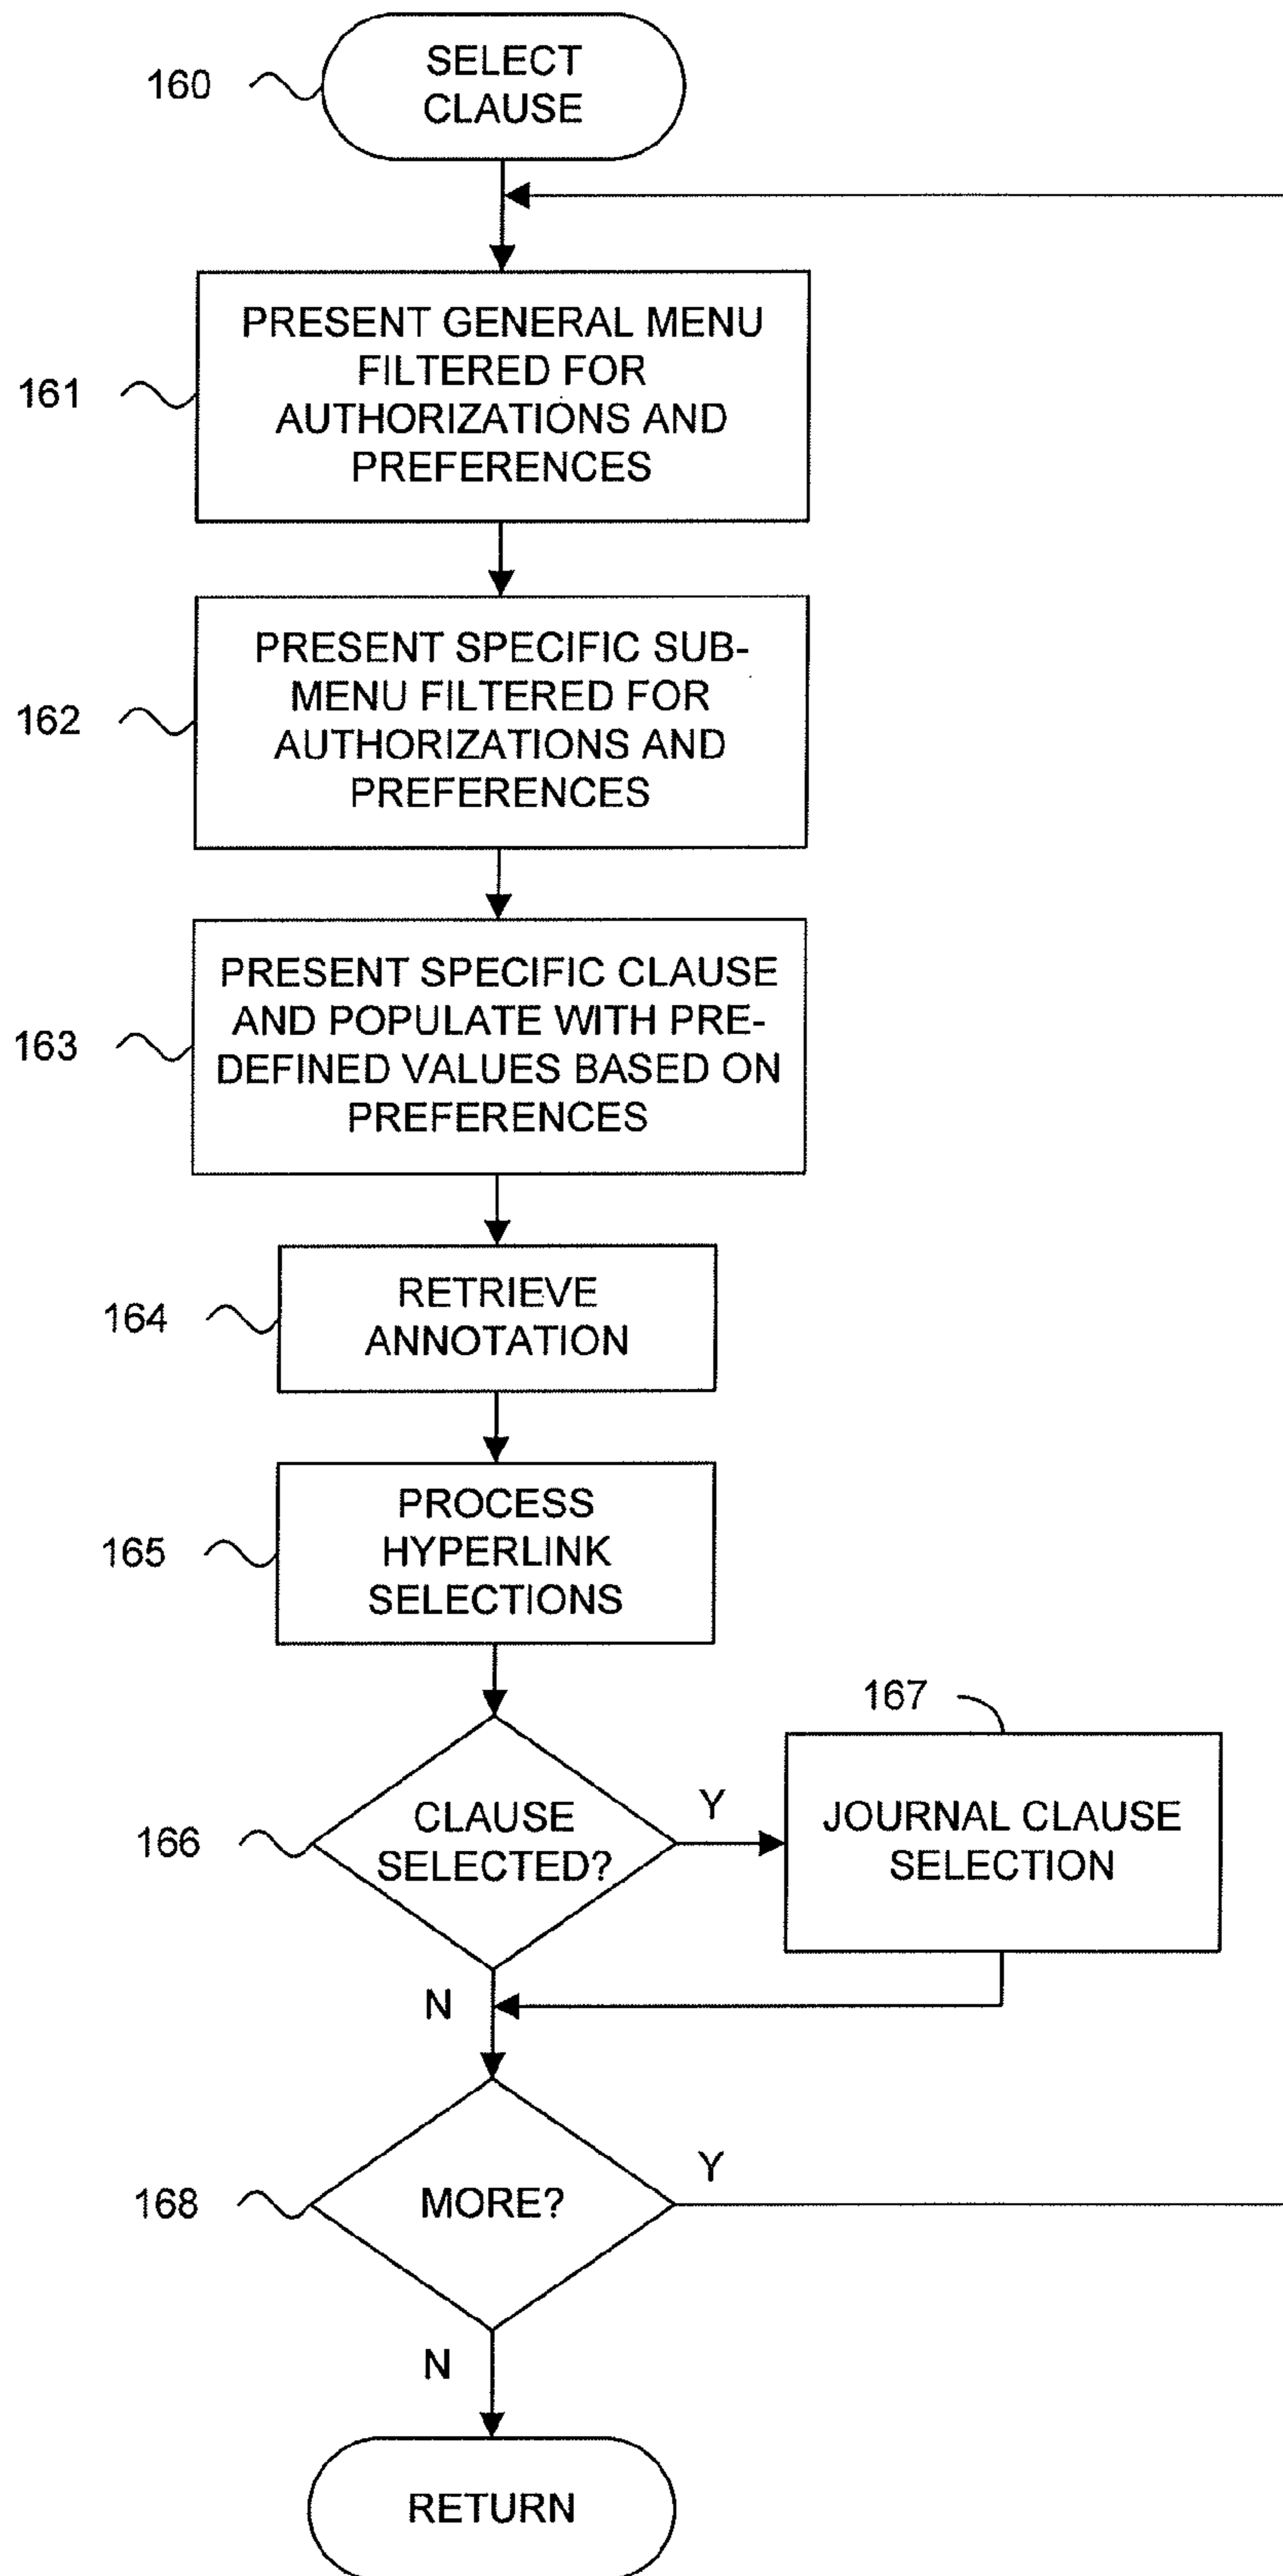 160
SELECT
CLAUSE
161
PRESENT GENERAL MENU
FILTERED FOR
AUTHORIZATIONS AND
PREFERENCES
162
PRESENT SPECIFIC SUB-
MENU FILTERED FOR
AUTHORIZATIONS AND
PREFERENCES
163
PRESENT SPECIFIC CLAUSE
AND POPULATE WITH PRE-
DEFINED VALUES BASED ON
PREFERENCES
164
RETRIEVE
ANNOTATION
165
PROCESS
HYPERLINK
SELECTIONS
166
CLAUSE
SELECTED?
Y
167
JOURNAL CLAUSE
SELECTION
N
168
MORE?
Y
N
RETURN